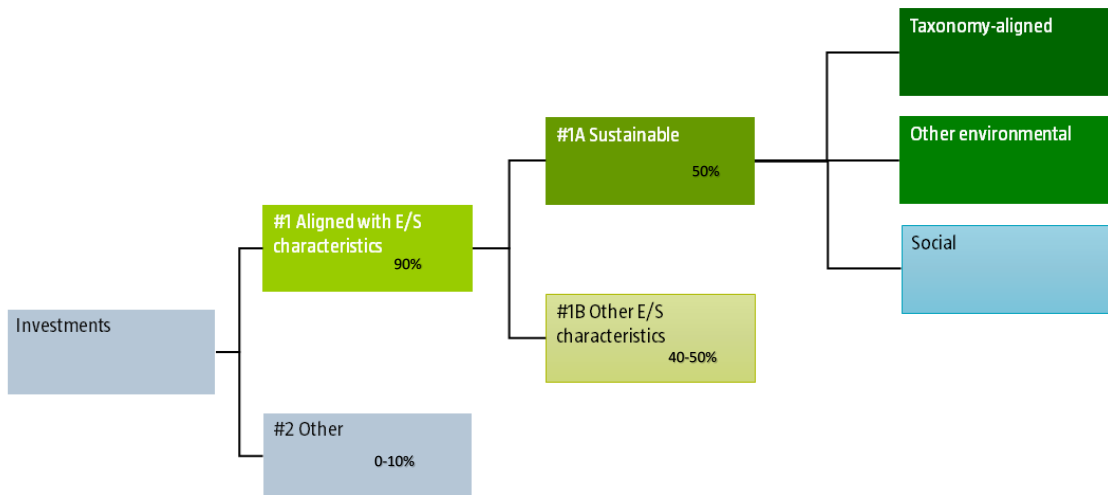 Taxonomy-aligned
#1A Sustainable
50%
Other environmental
#1 Aligned with E/S
characteristics
90%
Social
Investments
#1B Other E/S
characteristics
40-50%
#2 Other
0-10%